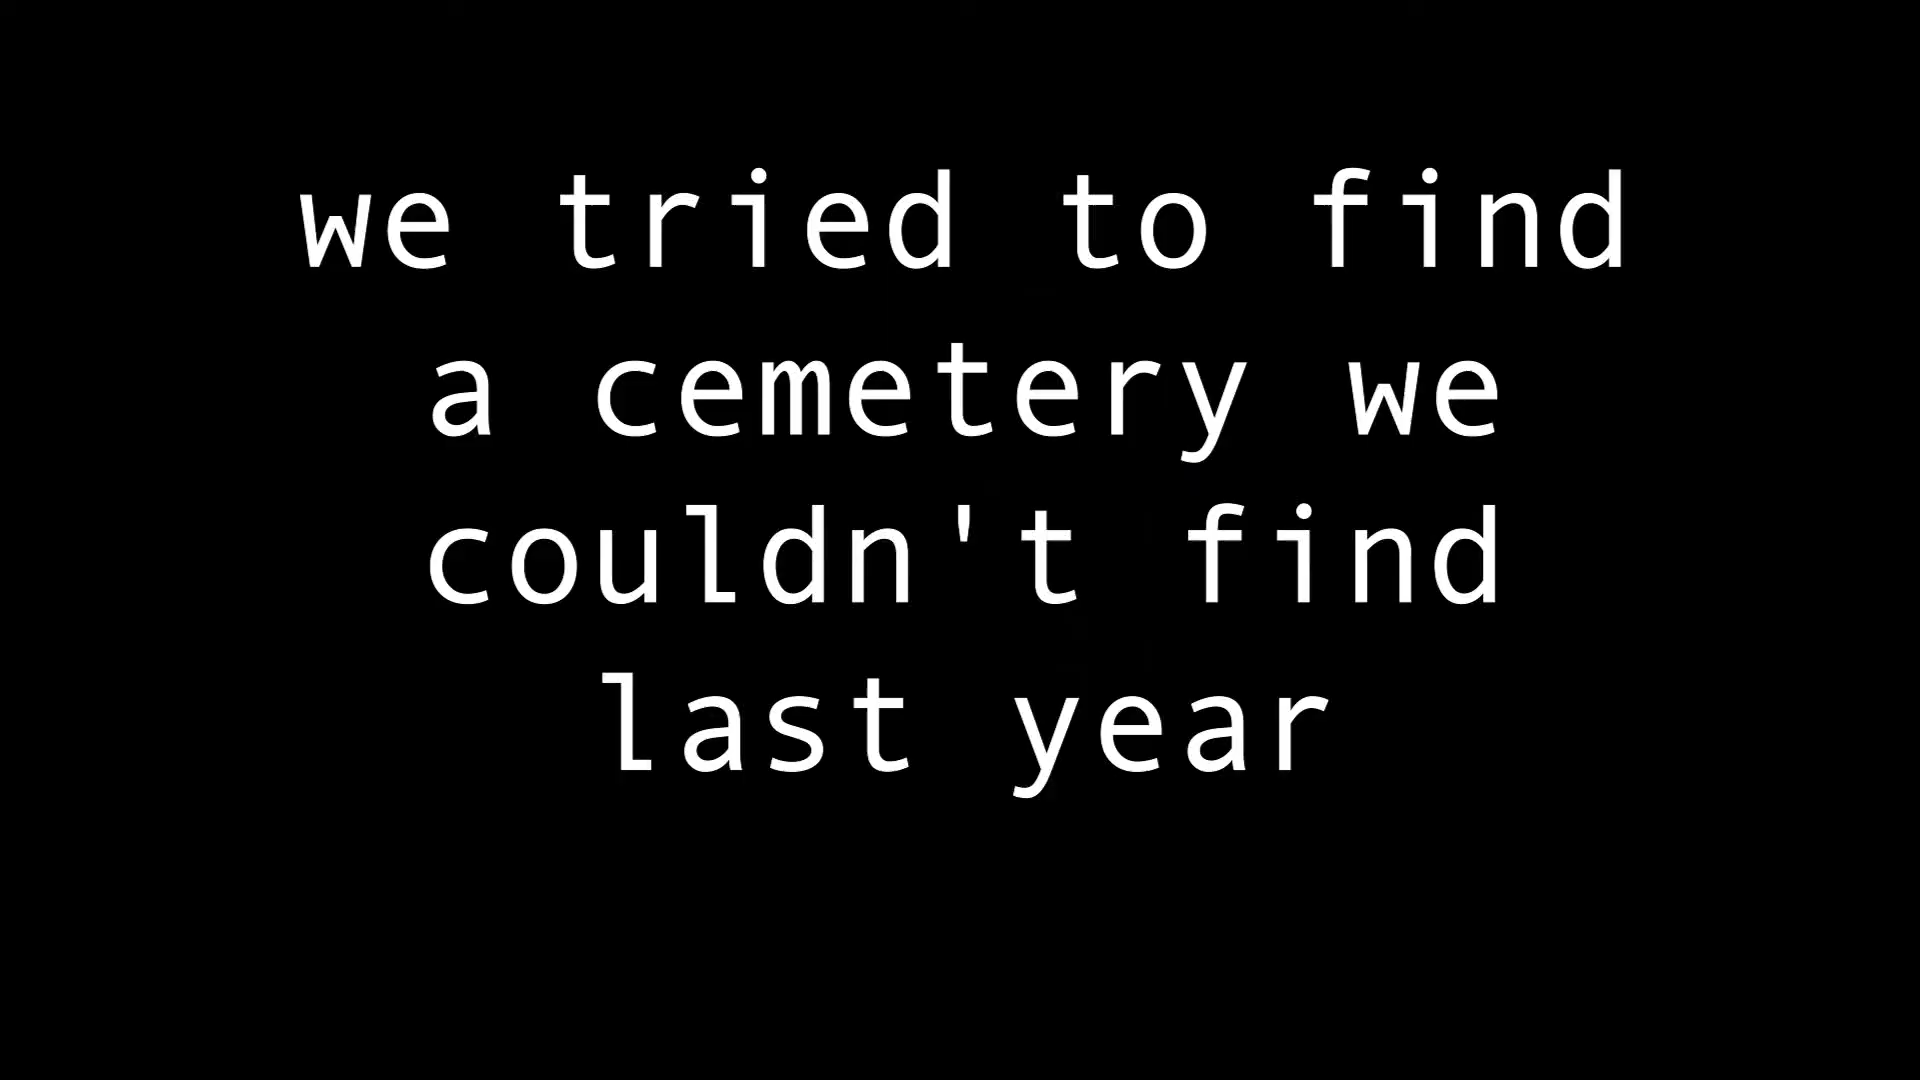 we tried to find
a cemetery we
couldn't find
last year